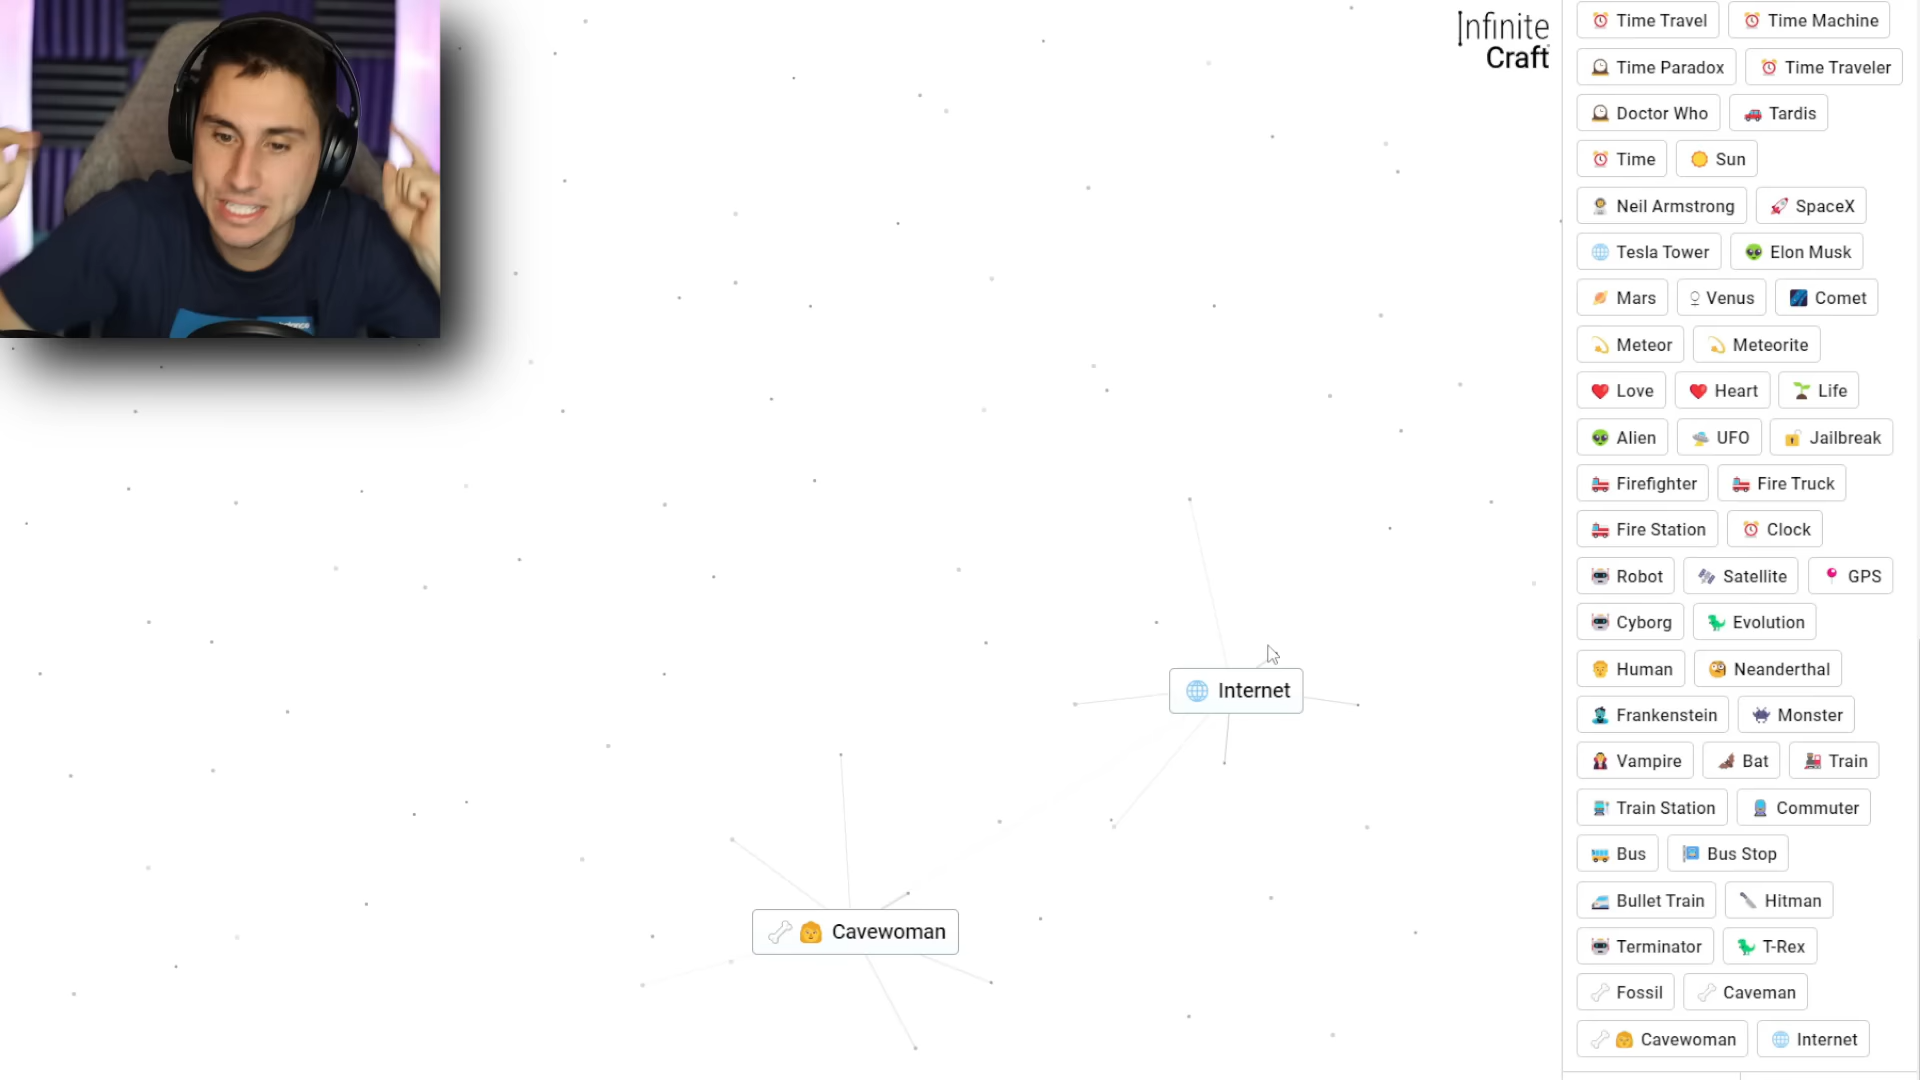 Infinite
Craft
Time Travel
Time Machine
Time Paradox
Time Traveler
Doctor Who
Tardis
Time
Sun
Neil Armstrong
SpaceX
Tesla Tower
Elon Musk
Mars
Venus
Comet
Meteor
Meteorite
Love
Heart
Life
Alien
UFO
Jailbreak
Firefighter
Fire Truck
Fire Station
Clock
Robot
Satellite
GPS
Cyborg
Evolution
Human
Neanderthal
Frankenstein
Monster
Vampire
Bat
Train
Train Station
Commuter
Bus
Bus Stop
Bullet Train
Hitman
Terminator
T-Rex
Fossil
Caveman
Cavewoman
Internet
Internet
Cavewoman